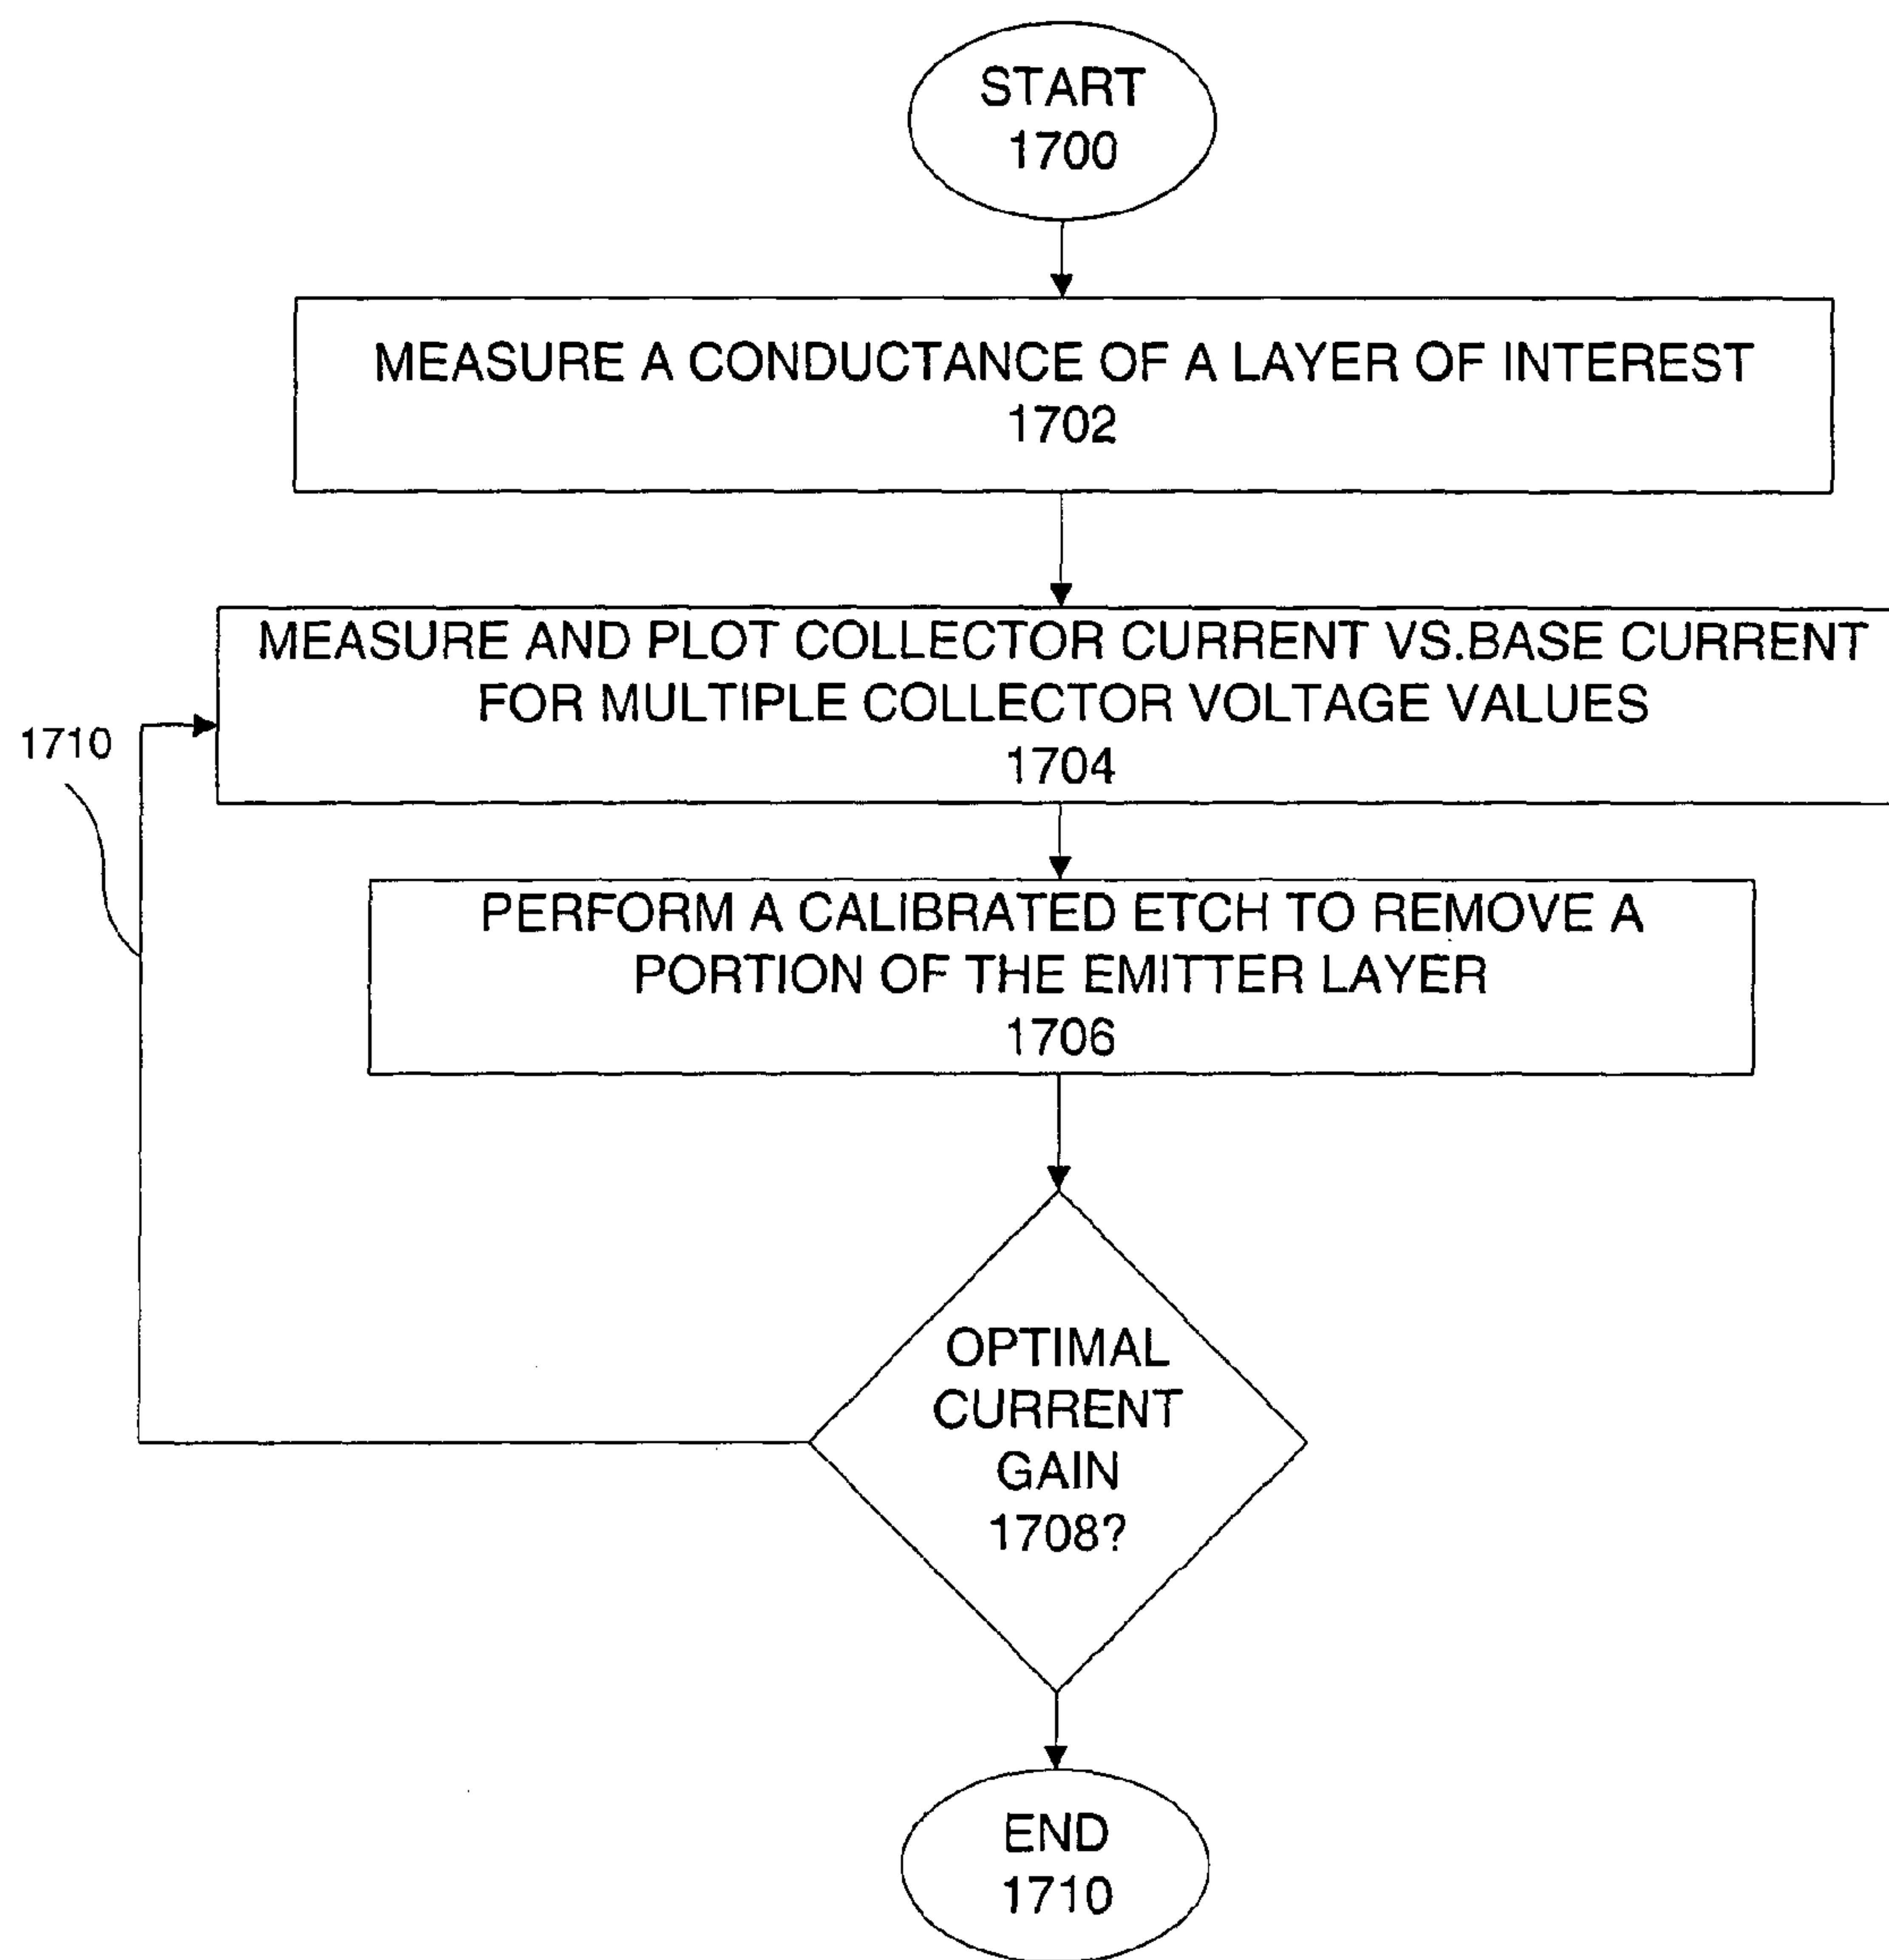 START
1700
MEASURE A CONDUCTANCE OF A LAYER OF INTEREST
1702
MEASURE AND PLOT COLLECTOR CURRENT VS.BASE CURRENT
FOR MULTIPLE COLLECTOR VOLTAGE VALUES
1704
1710
PERFORM A CALIBRATED ETCH TO REMOVE A
PORTION OF THE EMITTER LAYER
1706
OPTIMAL
CURRENT
GAIN
1708?
END
1710